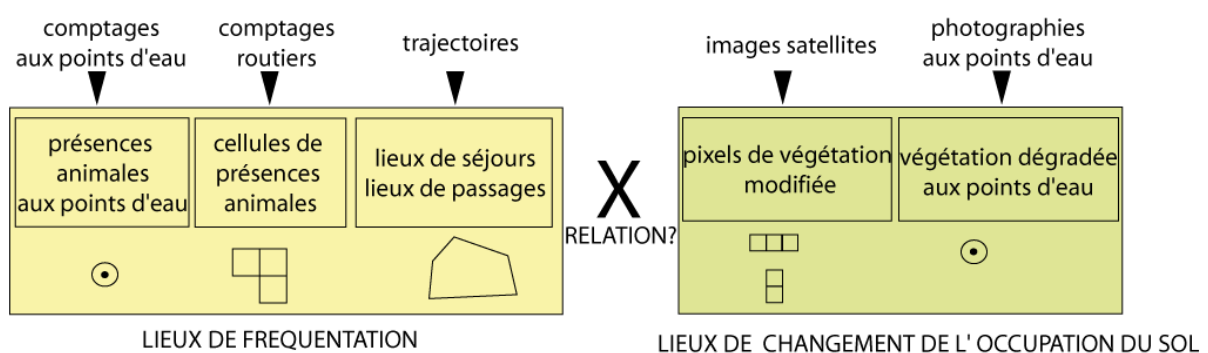 comptages
aux points d'eau
comptages
routiers
trajectoires
images satellites
photographies
aux points d'eau
présences
animales
aux points d'eau
cellules de
présences
animales
lieux de séjours
lieux de passages
X
RELATION?
pixels de végétation
modifiée
végétation dégradée
aux points d'eau
LIEUX DE FREQUENTATION
LIEUX DE CHANGEMENT DE L' OCCUPATION DU SOL